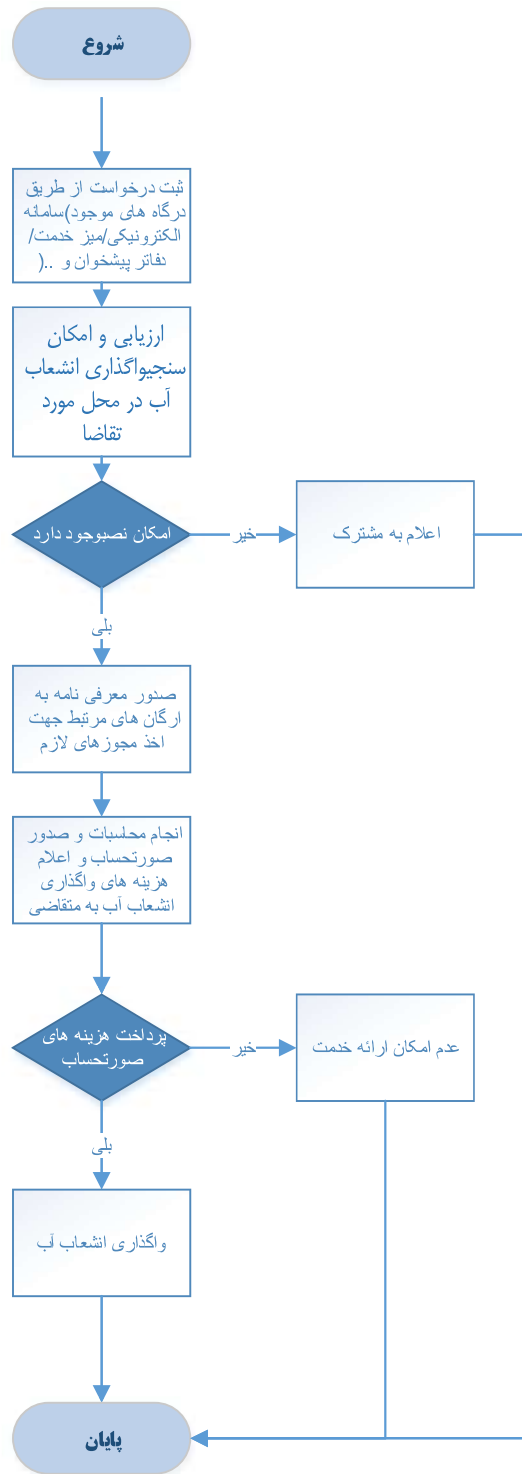 شروع
ثبت درخواست از طریق
درگاه های موجود)سامانه
الکترونیکی/میز خدمت/
دفاتر پیشخوان و ..(
ارزیابی و امکان
سنجیواگذاری انشعاب
آب در محل مورد
تقاضا
امکان نصبوجود دارد
خیر
اعلام به مشترک
بلی
صدور معرفی نامه به
ارگان های مرتبط جهت
اخذ مجوزهای لازم
انجام محاسبات و صدور
صورتحساب و اعلام
هزینه های واگذاری
انشعاب آب به متقاضی
پرداخت هزینه های
صورتحساب
خیر
عدم امکان ارائه خدمت
بلی
واگذاری انشعاب آب
پایان